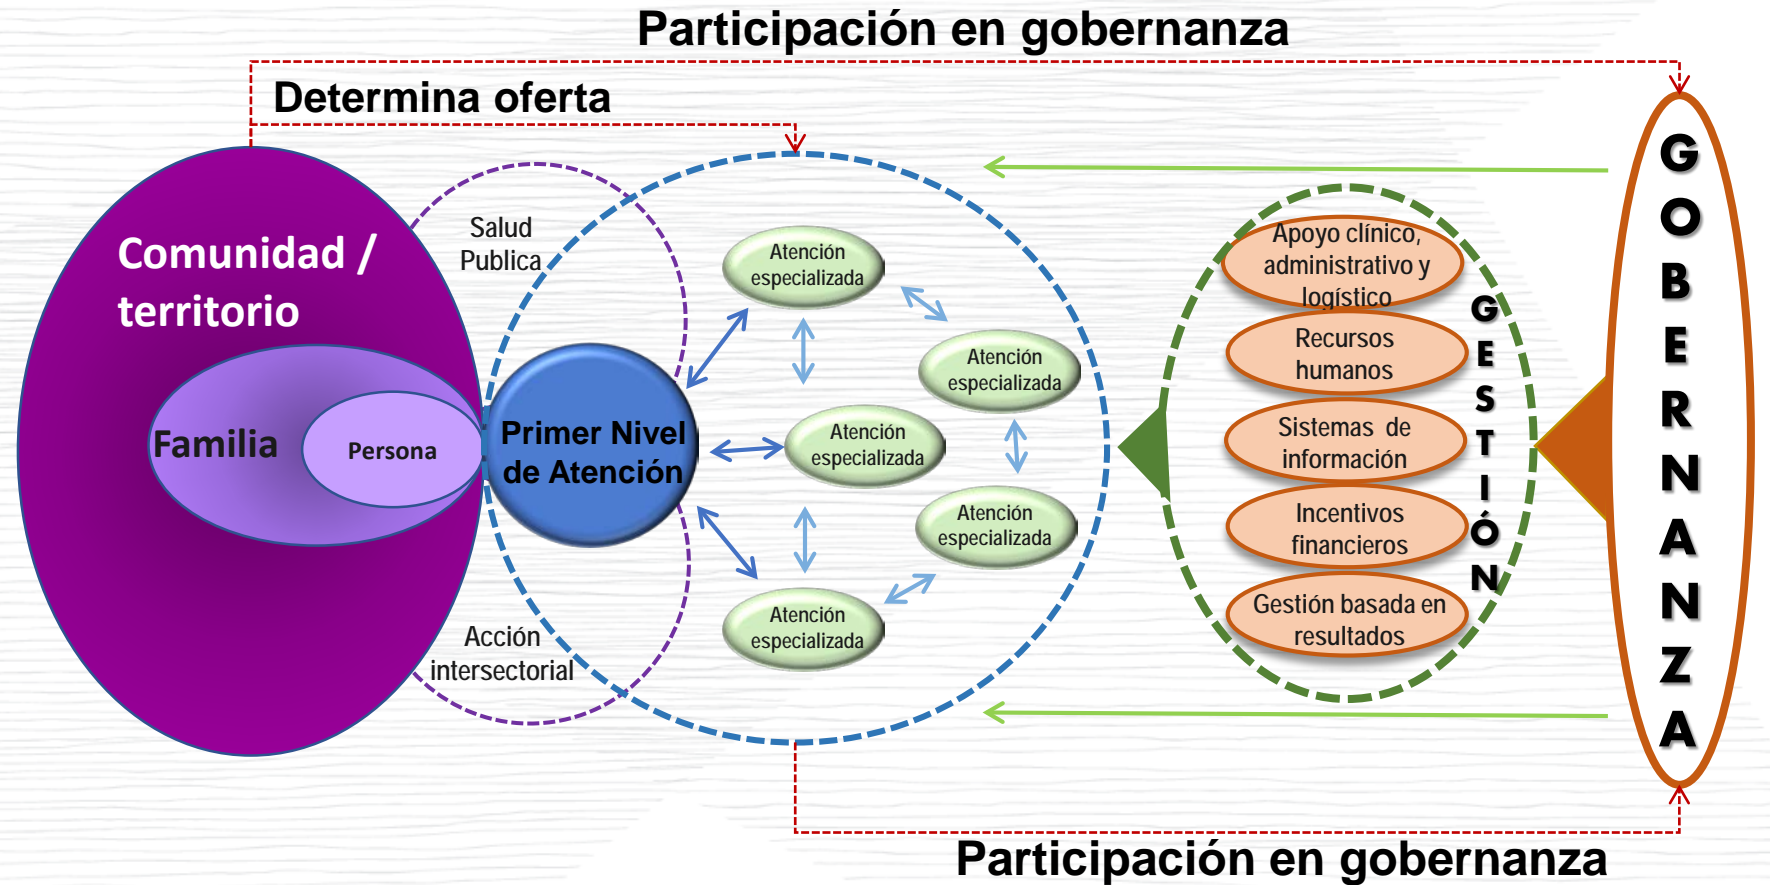 Participación en gobernanza
Determina oferta
Comunidad /
territorio
Familia
Persona
Salud
Publica
Primer Nivel
de Atención
Acción
intersectorial
Atención
especializada
Atención
especializada
Atención
especializada
Atención
especializada
Atención
especializada
Apoyo clínico,
administrativo y
logístico
Recursos
humanos
Sistemas de
información
Incentivos
financieros
Gestión basada en
resultados
GESTIÓN
GOBERNANZA
Participación en gobernanza